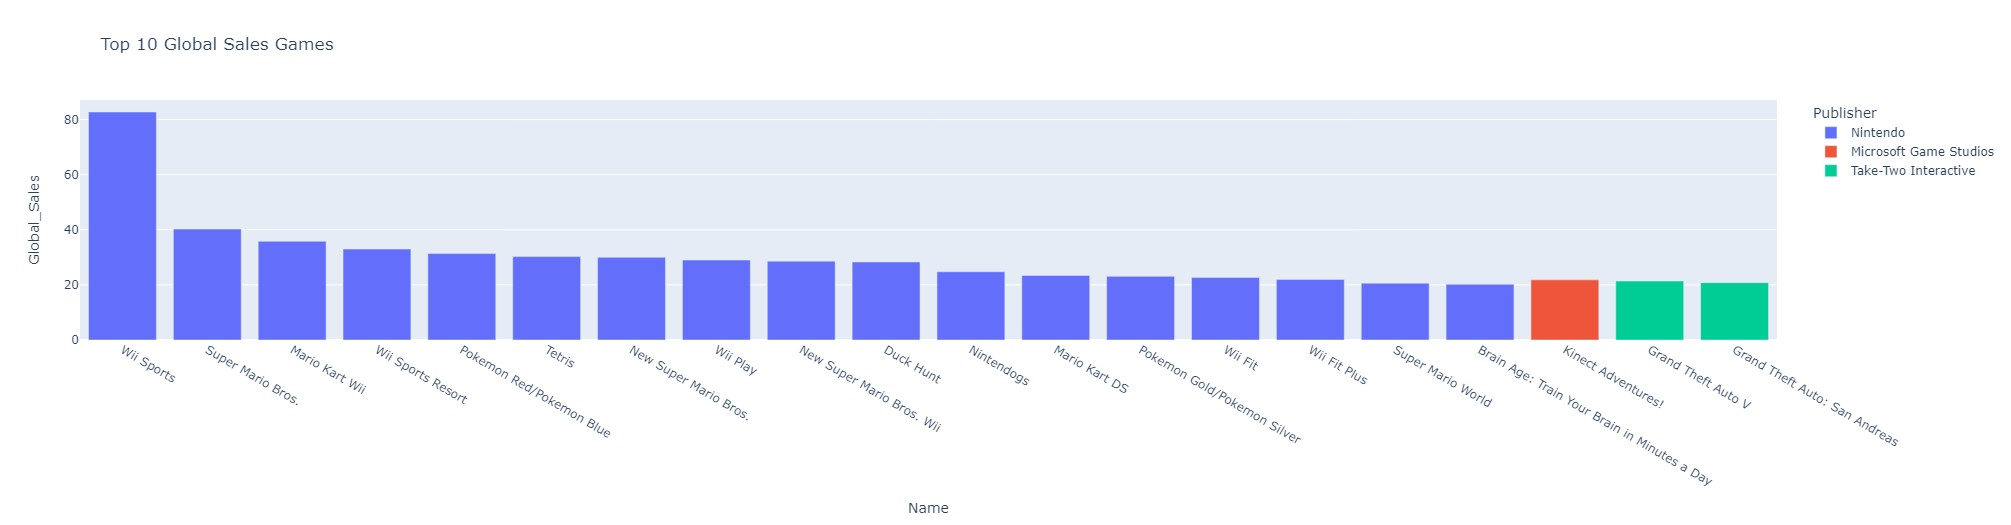 Top 10 Global Sales Games
Global_Sales
80
60
40
20
0
Wii Sports
Super Mario Bros.
Mario Kart Wii
Wii Sports Resort
Pokemon Red/Pokemon Blue
Tetris
New Super Mario Bros.
Wii Play
New Super Mario Bros. Wii
Duck Hunt
Nintendogs
Mario Kart DS
Pokemon Gold/Pokemon Silver
Wii Fit
Wii Fit Plus
Super Mario World
Brain Age: Train Your Brain in Minutes a Day
Kinect Adventures!
Grand Theft Auto V
Grand Theft Auto: San Andreas
Name
Publisher
Nintendo
Microsoft Game Studios
Take-Two Interactive